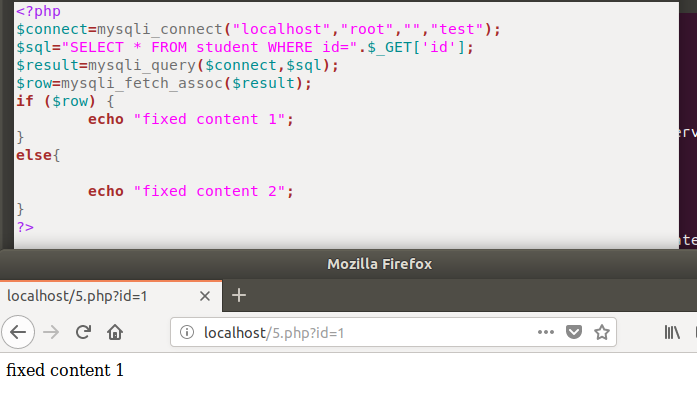 <?php
$connect=mysqli_connect("localhost","root","","test");
$sql="SELECT * FROM student WHERE id=".$_GET['id'];
$result=mysqli_query($connect,$sql);
$row=mysqli_fetch_assoc($result);
if ($row) {
echo "fixed content 1";
}
else{
echo "fixed content 2";
}
?>
Mozilla Firefox
localhost/5.php?id=1
localhost/5.php?id=1
fixed content 1